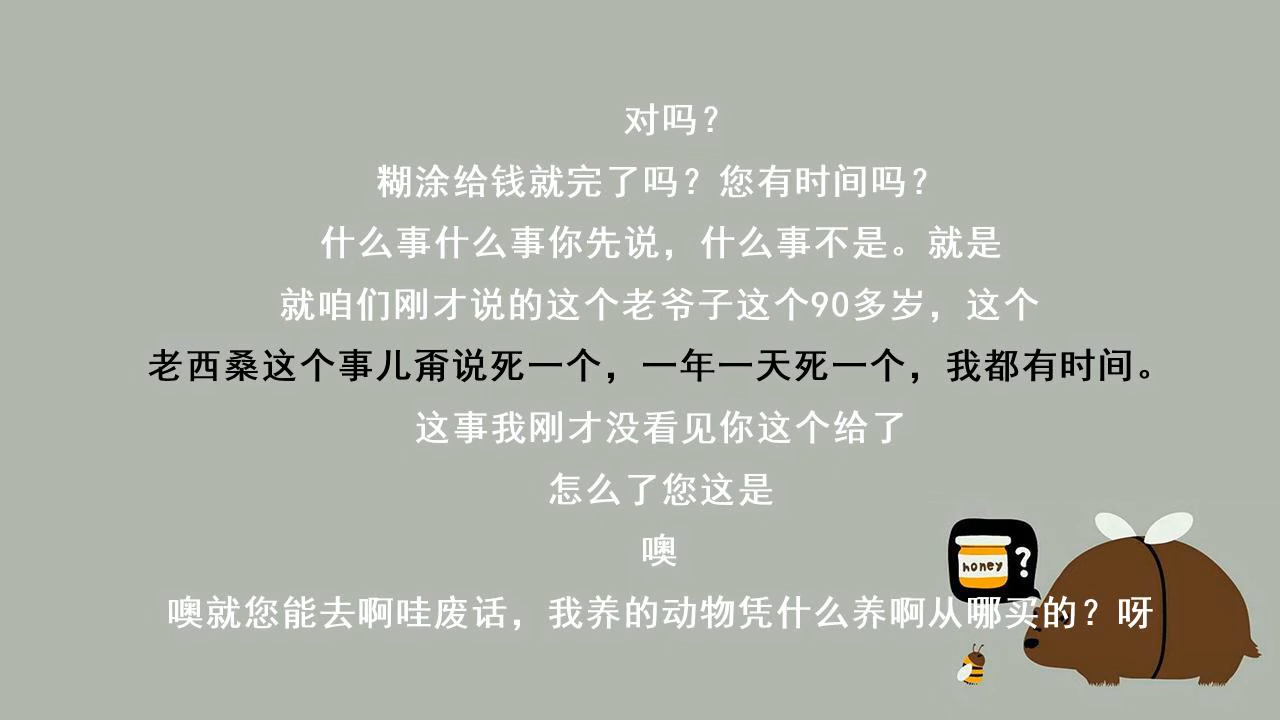 对吗？
糊涂给钱就完了吗？您有时间吗？
什么事什么事你先说，什么事不是。就是
就咱们刚才说的这个老爷子这个90多岁，这个
老西桑这个事儿甭说死一个，一年一天死一个，我都有时间。
这事我刚才没看见你这个给了
怎么了您这是
噢
噢就您能去啊哇废话，我养的动物凭什么养啊从哪买的？呀
honey
?